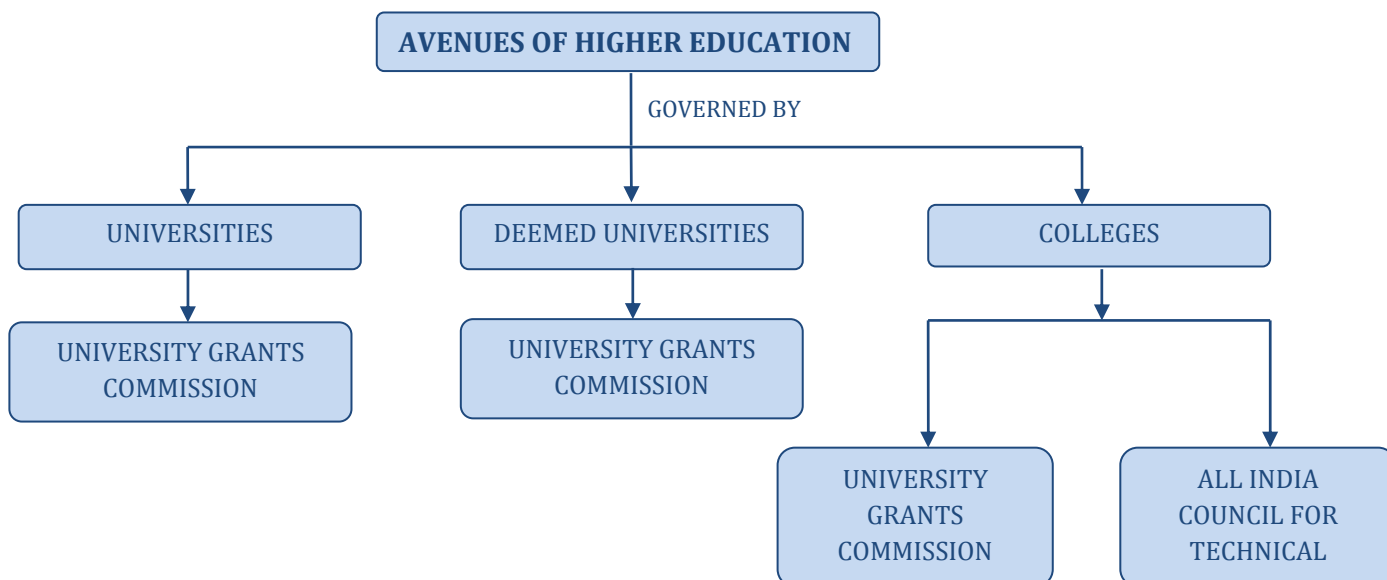 AVENUES OF HIGHER EDUCATION
GOVERNED BY
UNIVERSITIES
DEEMED UNIVERSITIES
COLLEGES
UNIVERSITY GRANTS
COMMISSION
UNIVERSITY GRANTS
COMMISSION
UNIVERSITY
GRANTS
COMMISSION
ALL INDIA
COUNCIL FOR
TECHNICAL